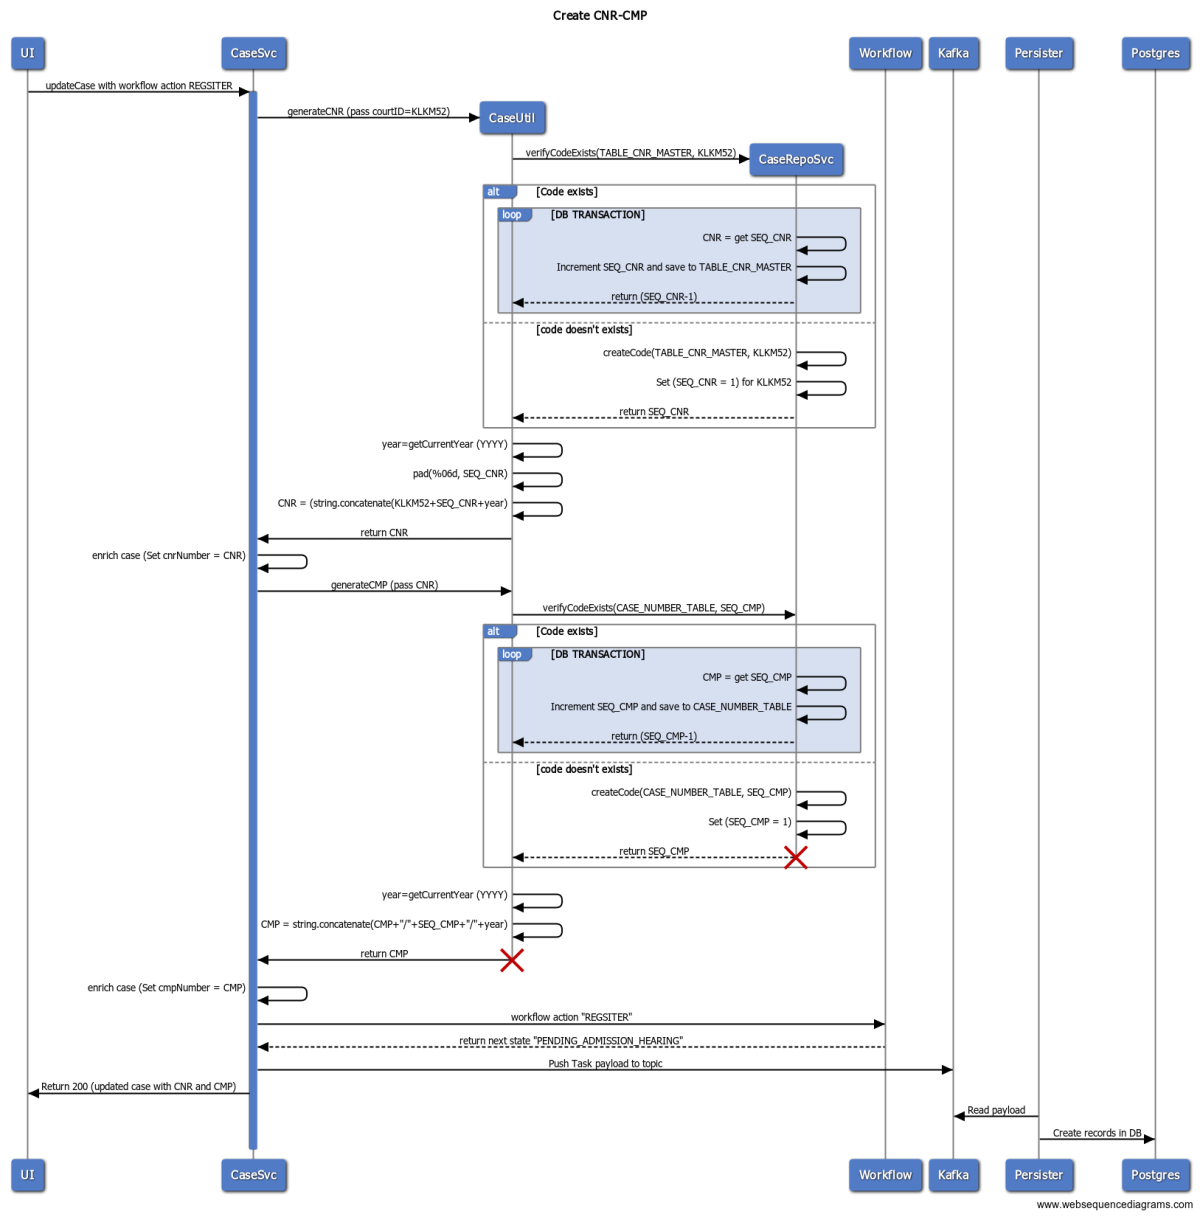 Create CNR-CMP
UI
CaseSvc
Workflow
Kafka
Persister
Postgres
updateCase with workflow action REGSITER
generateCNR (pass courtID=KLKM52)
CaseUtil
verifyCodeExists(TABLE_CNR_MASTER, KLKM52)
CaseRepoSvc
alt
[Code exists]
loop
[DB TRANSACTION]
CNR = get SEQ_CNR
Increment SEQ_CNR and save to TABLE_CNR_MASTER
return (SEQ_CNR-1)
[code doesn't exists]
createCode(TABLE_CNR_MASTER, KLKM52)
Set (SEQ_CNR = 1) for KLKM52
return SEQ_CNR
year=getCurrentYear (YYYY)
pad(%06d, SEQ_CNR)
CNR = (string.concatenate(KLKM52+SEQ_CNR+year)
return CNR
enrich case (Set cnrNumber = CNR)
generateCMP (pass CNR)
verifyCodeExists(CASE_NUMBER_TABLE, SEQ_CMP)
alt
[Code exists]
loop
[DB TRANSACTION]
CMP = get SEQ_CMP
Increment SEQ_CMP and save to CASE_NUMBER_TABLE
return (SEQ_CMP-1)
[code doesn't exists]
createCode(CASE_NUMBER_TABLE, SEQ_CMP)
Set (SEQ_CMP = 1)
return SEQ_CMP
year=getCurrentYear (YYYY)
CMP = string.concatenate(CMP+"/"+SEQ_CMP+"/"+year)
return CMP
enrich case (Set cmpNumber = CMP)
workflow action "REGSITER"
return next state "PENDING_ADMISSION_HEARING"
Push Task payload to topic
Return 200 (updated case with CNR and CMP)
Read payload
Create records in DB
UI
CaseSvc
Workflow
Kafka
Persister
Postgres
www.websequencediagrams.com